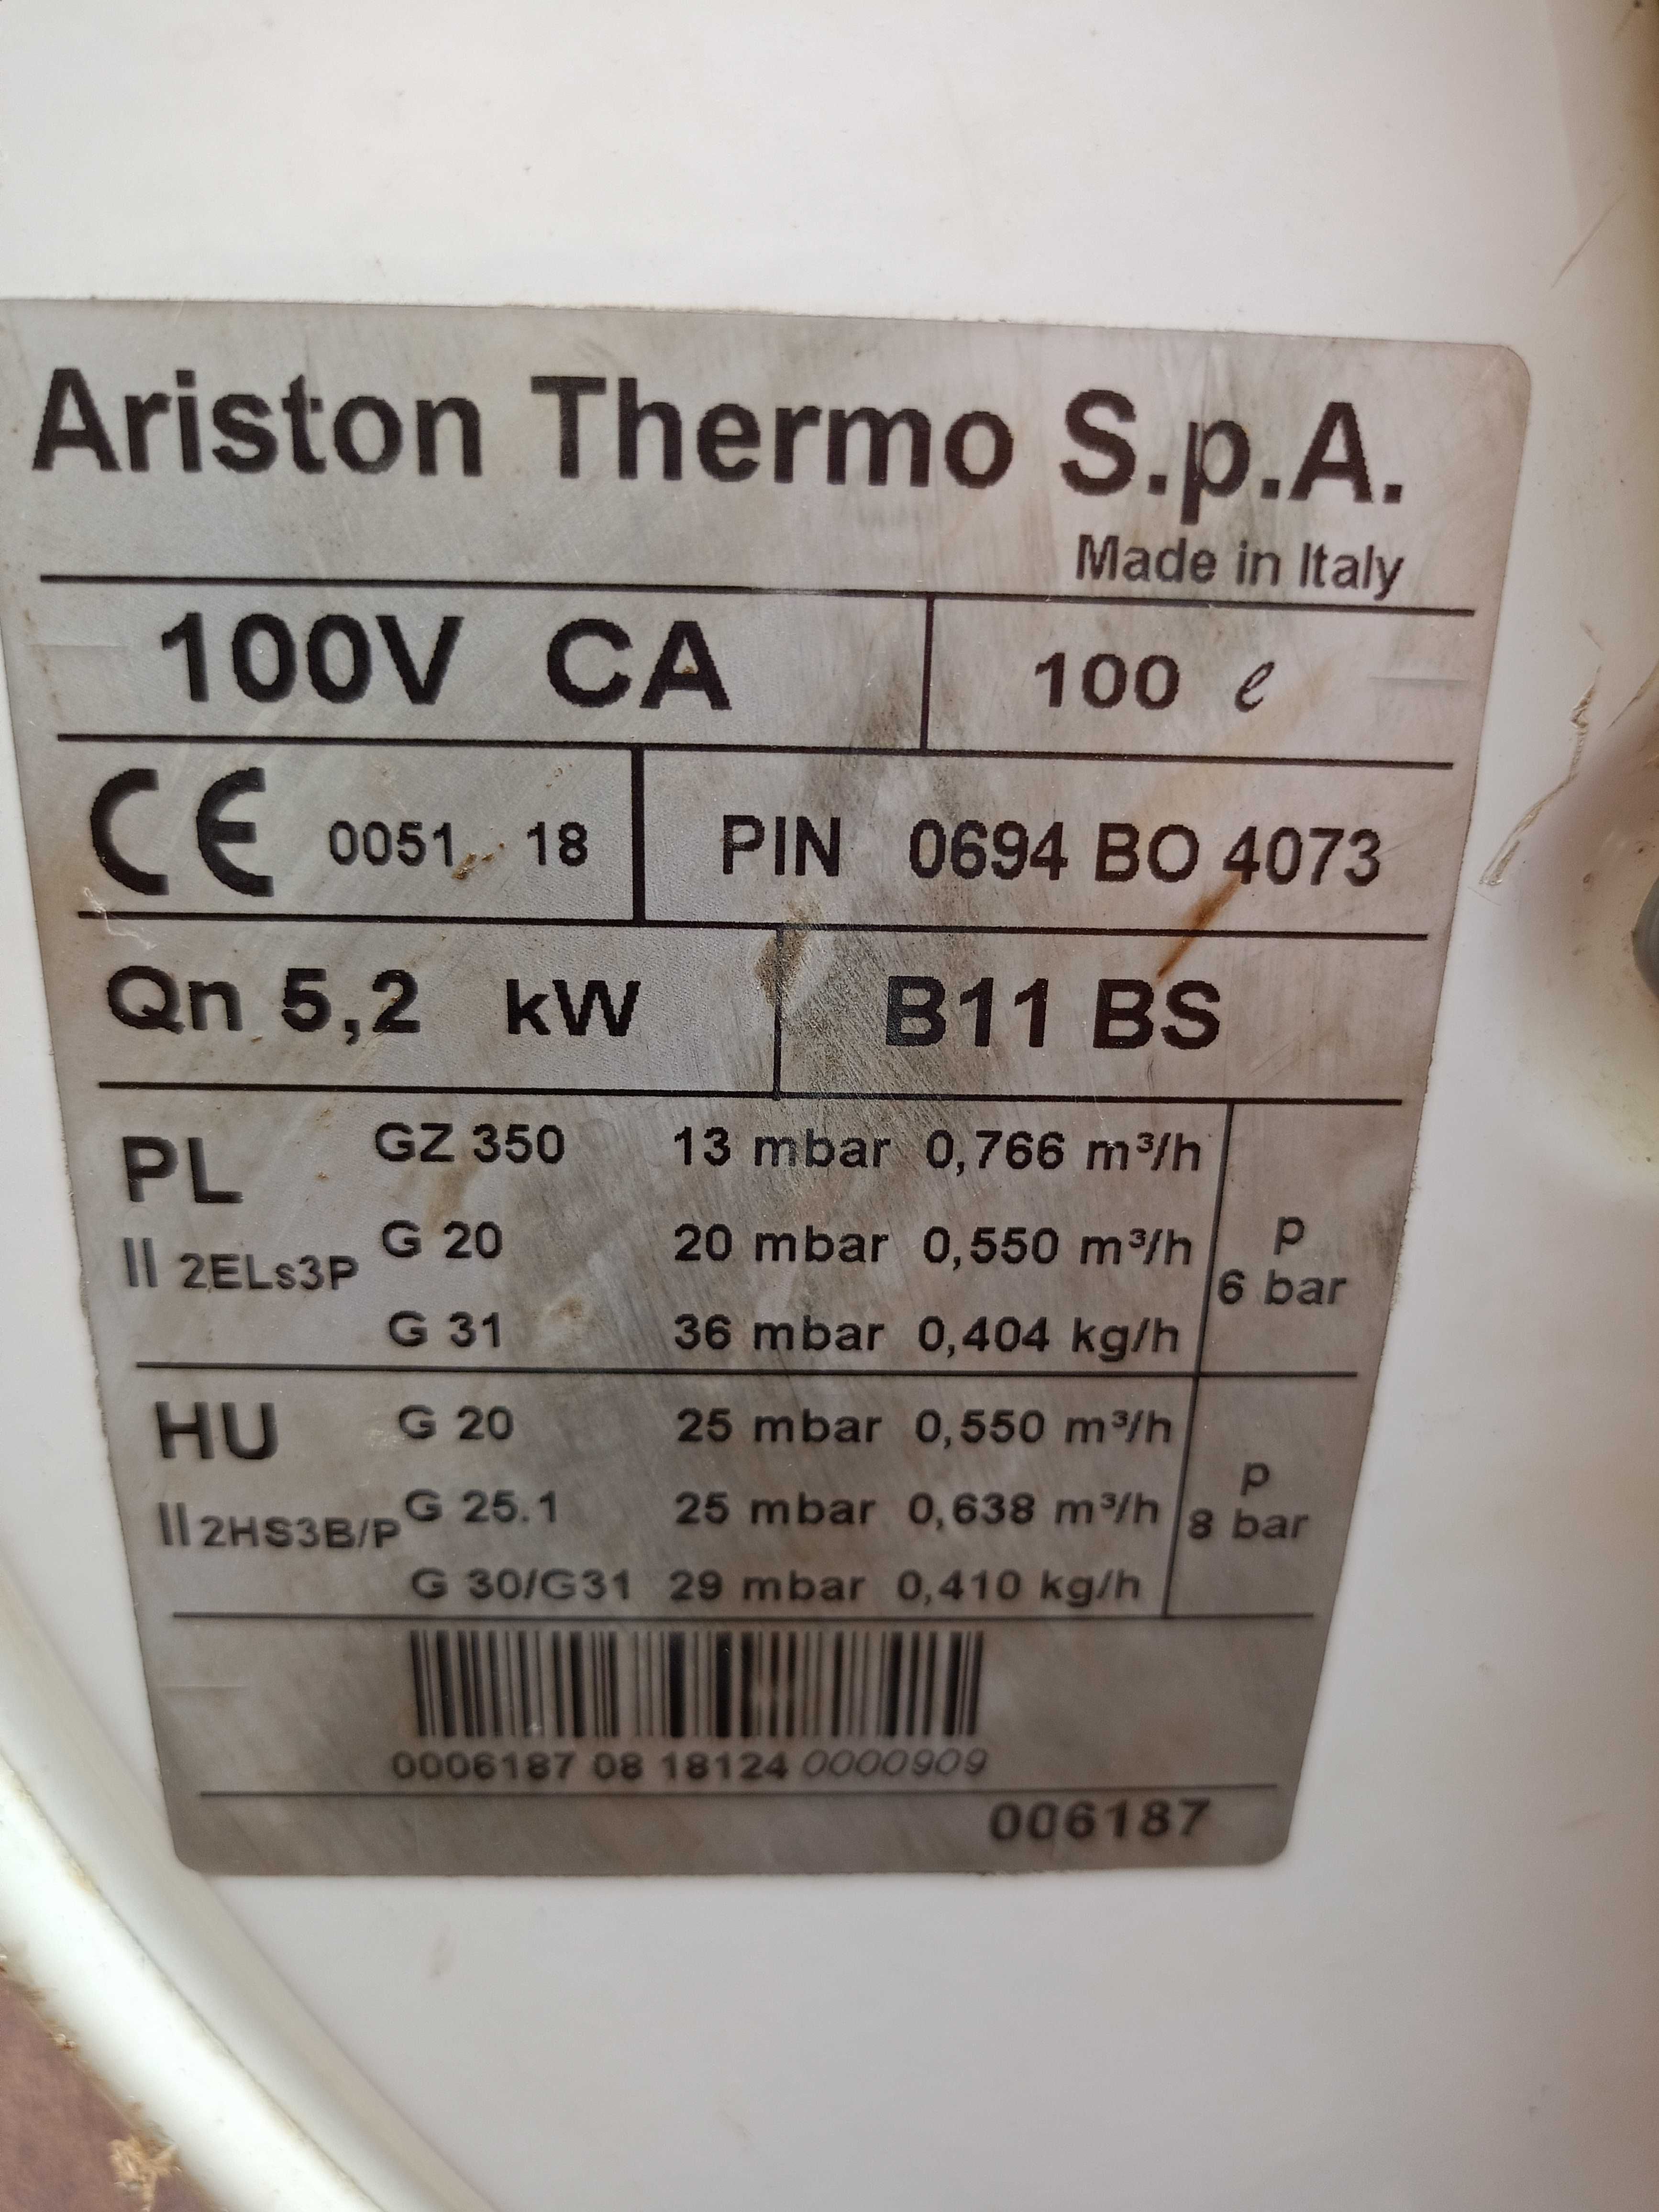 Ariston Thermo S.p.A.
Made in Italy
100V CA 100 ℓ
CE 0051 18 PIN 0694 BO 4073
Qn 5,2 kW B11 BS
PL GZ 350 13 mbar 0,766 m³/h
II 2ELs3P G 20 20 mbar 0,550 m³/h p 6 bar
G 31 36 mbar 0,404 kg/h
HU G 20 25 mbar 0,550 m³/h
II 2HS3B/P G 25.1 25 mbar 0,638 m³/h p 8 bar
G 30/G31 29 mbar 0,410 kg/h
0006187 08 18124 0000909
006187